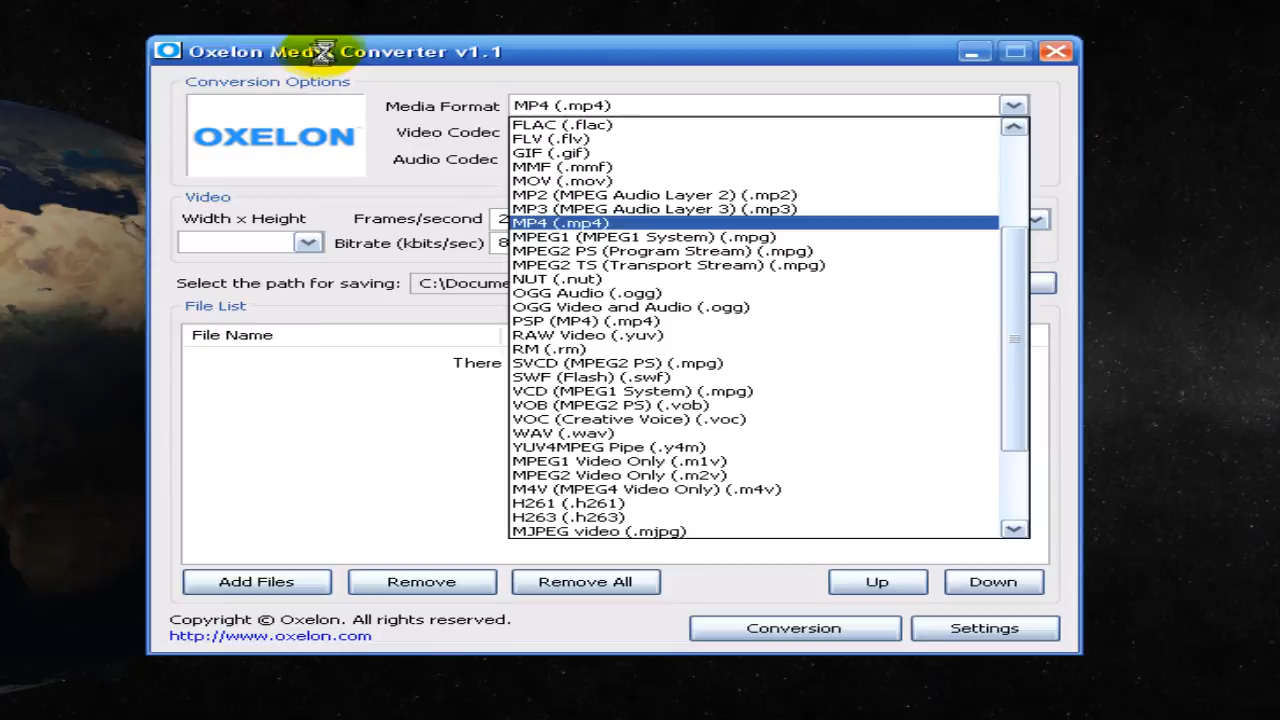 Oxelon Media Converter v1.1
Conversion Options
OXELON
Media Format MP4 (.mp4)
Video Codec
Audio Codec
FLAC (.flac)
FLV (.flv)
GIF (.gif)
MMF (.mmf)
MOV (.mov)
MP2 (MPEG Audio Layer 2) (.mp2)
MP3 (MPEG Audio Layer 3) (.mp3)
MP4 (.mp4)
MPEG1 (MPEG1 System) (.mpg)
MPEG2 PS (Program Stream) (.mpg)
MPEG2 TS (Transport Stream) (.mpg)
NUT (.nut)
OGG Audio (.ogg)
OGG Video and Audio (.ogg)
PSP (MP4) (.mp4)
RAW Video (.yuv)
RM (.rm)
SVCD (MPEG2 PS) (.mpg)
SWF (Flash) (.swf)
VCD (MPEG1 System) (.mpg)
VOB (MPEG2 PS) (.vob)
VOC (Creative Voice) (.voc)
WAV (.wav)
YUV4MPEG Pipe (.y4m)
MPEG1 Video Only (.m1v)
MPEG2 Video Only (.m2v)
M4V (MPEG4 Video Only) (.m4v)
H261 (.h261)
H263 (.h263)
MJPEG video (.mjpg)
Video
Width x Height Frames/second 2
Bitrate (kbits/sec) 8
Select the path for saving: C:\Docume
File List
File Name
There
Add Files Remove Remove All Up Down
Copyright © Oxelon. All rights reserved.
http://www.oxelon.com
Conversion Settings